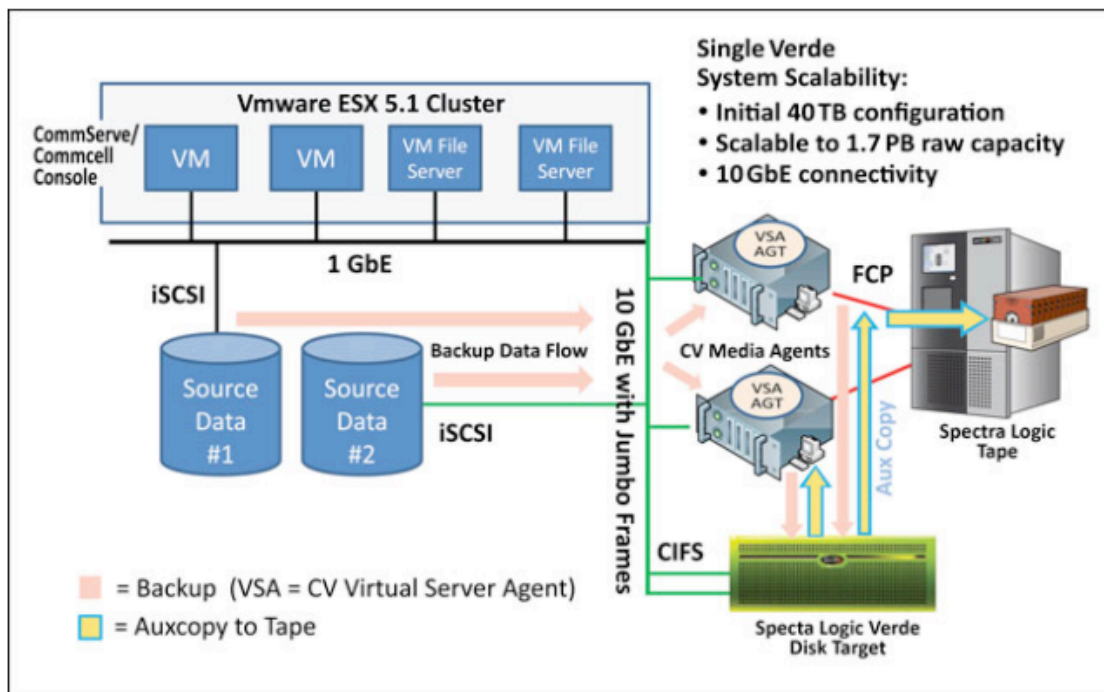 Single Verde
System Scalability:
• Initial 40 TB configuration
• Scalable to 1.7 PB raw capacity
• 10 GbE connectivity
Vmware ESX 5.1 Cluster
CommServe/
Commcell
Console
VM
VM
VM File
Server
VM File
Server
1 GbE
iSCSI
Backup Data Flow
Source
Data
#1
Source
Data
#2
iSCSI
10 GbE with Jumbo Frames
VSA
AGT
CV Media Agents
VSA
AGT
FCP
Spectra Logic
Tape
Aux Copy
CIFS
Specta Logic Verde
Disk Target
= Backup (VSA = CV Virtual Server Agent)
= Auxcopy to Tape